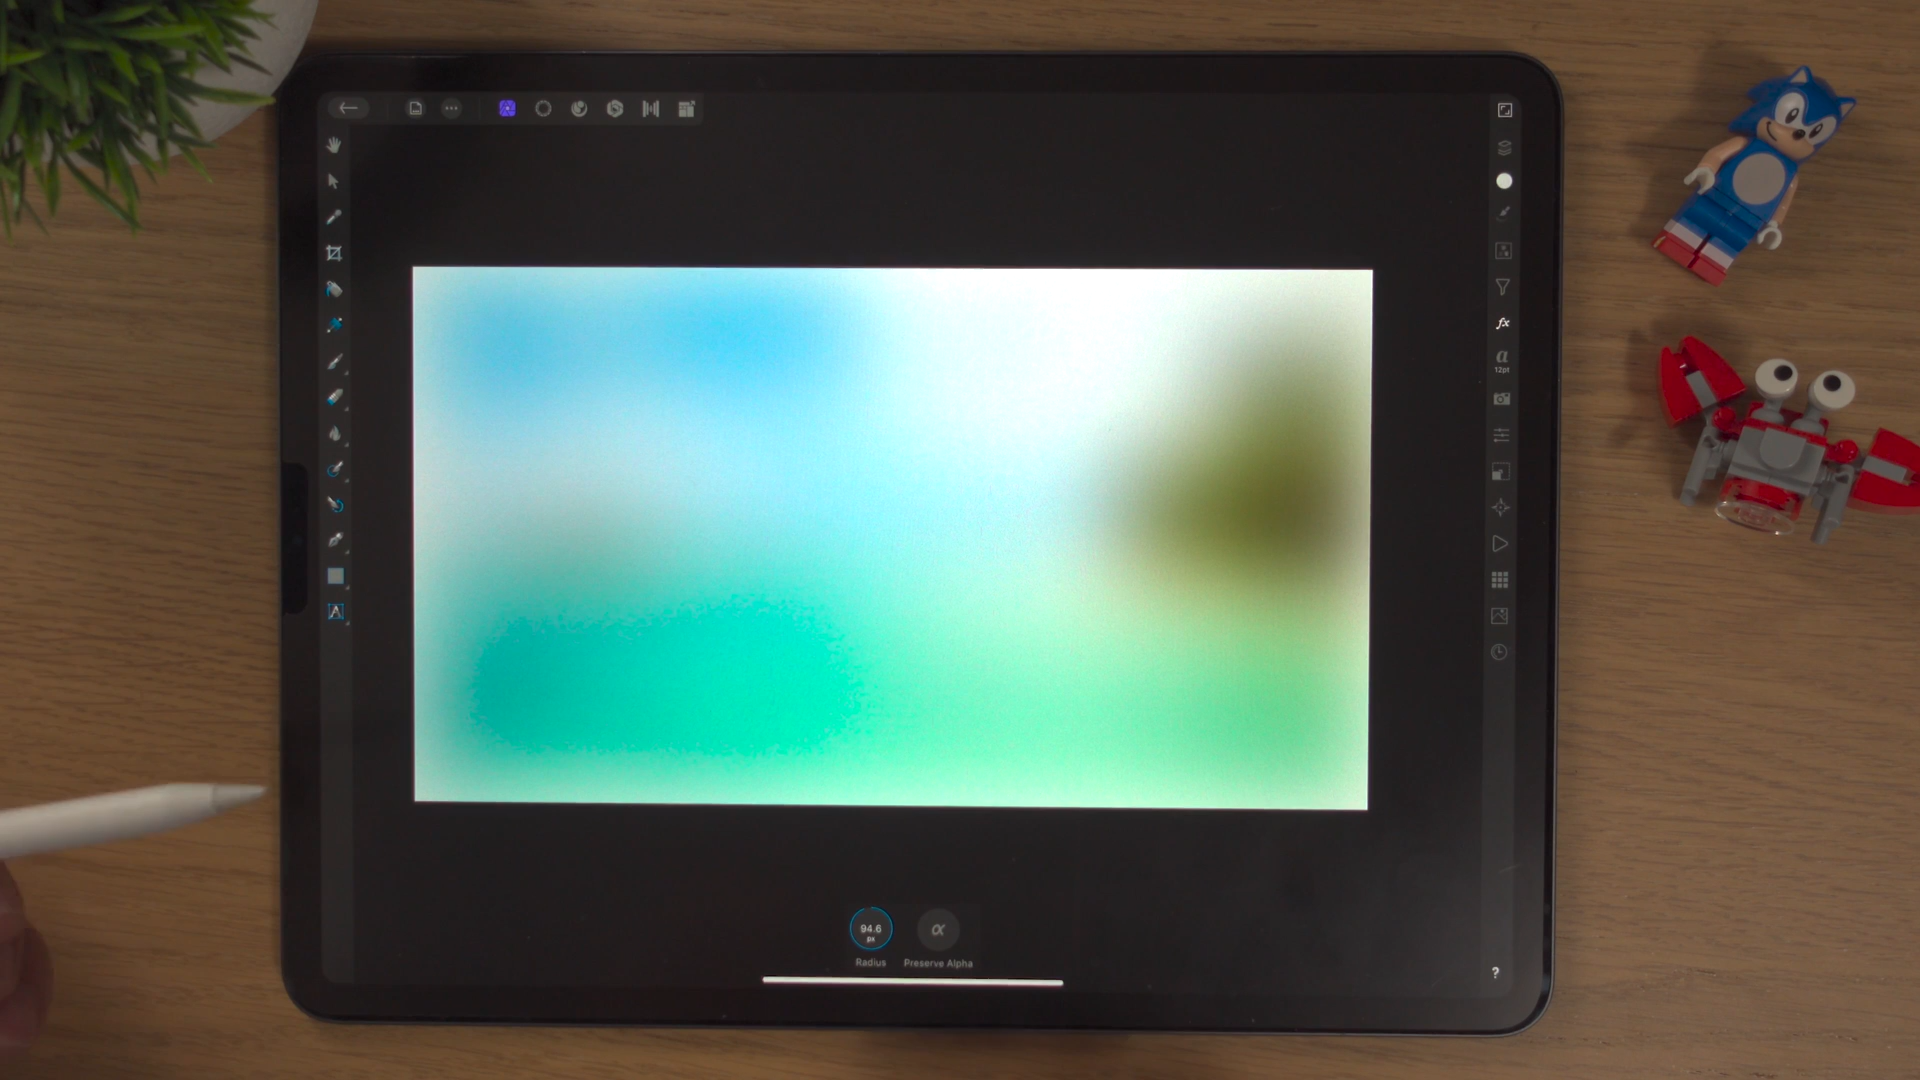 fx
a
12pt
A
94.6
px
α
Radius
Preserve Alpha
?